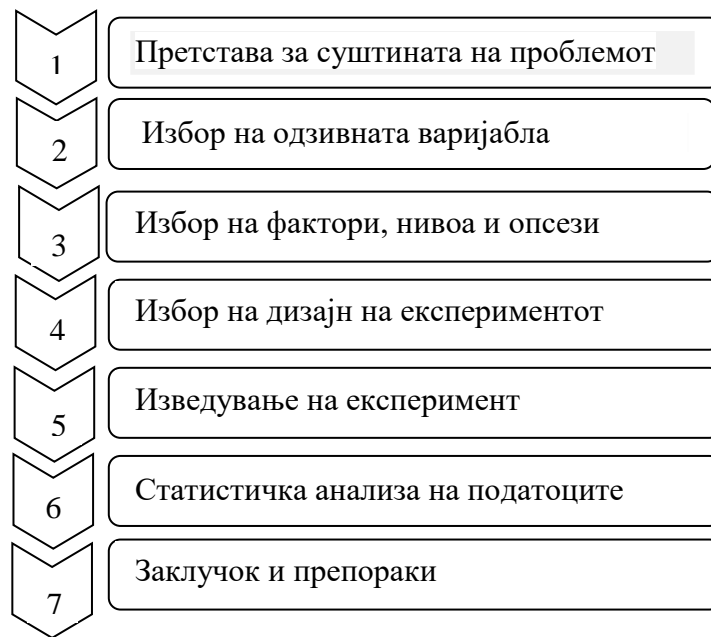 1 Претстава за суштината на проблемот
2 Избор на одзивната варијабла
3 Избор на фактори, нивоа и опсези
4 Избор на дизајн на експериментот
5 Изведување на експеримент
6 Статистичка анализа на податоците
7 Заклучок и препораки